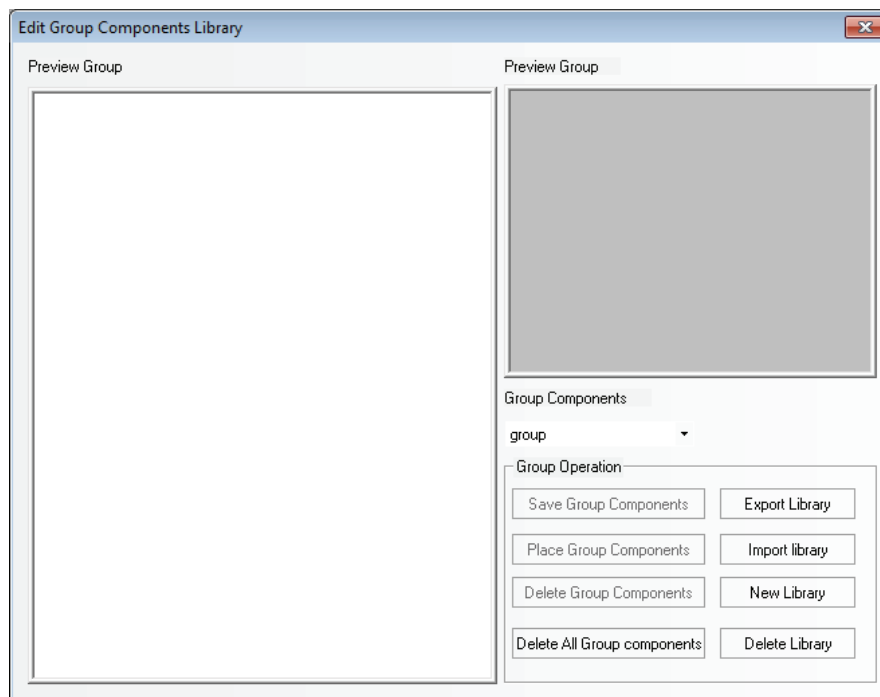 Edit Group Components Library
Preview Group
Preview Group
Group Components
group
Group Operation
Save Group Components
Export Library
Place Group Components
Import library
Delete Group Components
New Library
Delete All Group components
Delete Library